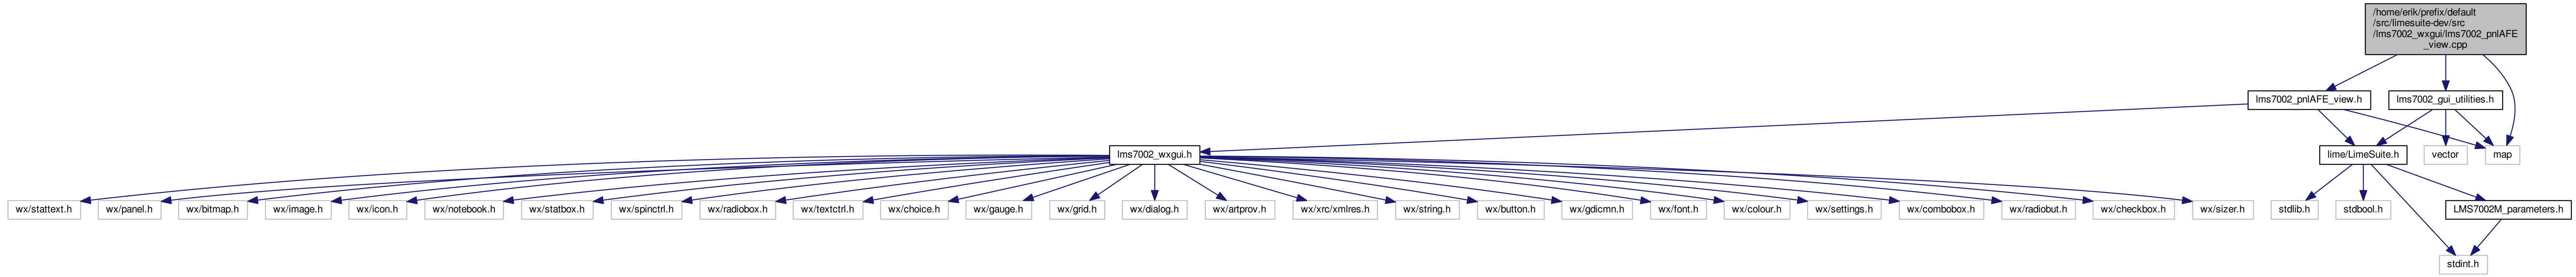 /home/erik/prefix/default
/src/limesuite-dev/src
/lms7002_wxgui/lms7002_pnlAFE
_view.cpp
lms7002_pnlAFE_view.h
lms7002_gui_utilities.h
lms7002_wxgui.h
lime/LimeSuite.h
vector
map
wx/stattext.h
wx/panel.h
wx/bitmap.h
wx/image.h
wx/icon.h
wx/notebook.h
wx/statbox.h
wx/spinctrl.h
wx/radiobox.h
wx/textctrl.h
wx/choice.h
wx/gauge.h
wx/grid.h
wx/dialog.h
wx/artprov.h
wx/xrc/xmlres.h
wx/string.h
wx/button.h
wx/gdicmn.h
wx/font.h
wx/colour.h
wx/settings.h
wx/combobox.h
wx/radiobut.h
wx/checkbox.h
wx/sizer.h
stdlib.h
stdbool.h
LMS7002M_parameters.h
stdint.h